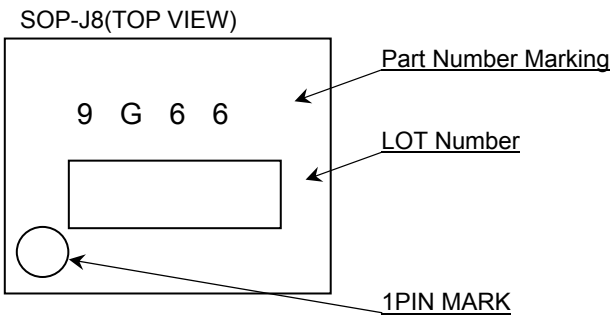 SOP-J8(TOP VIEW)
Part Number Marking
9 G 6 6
LOT Number
1PIN MARK